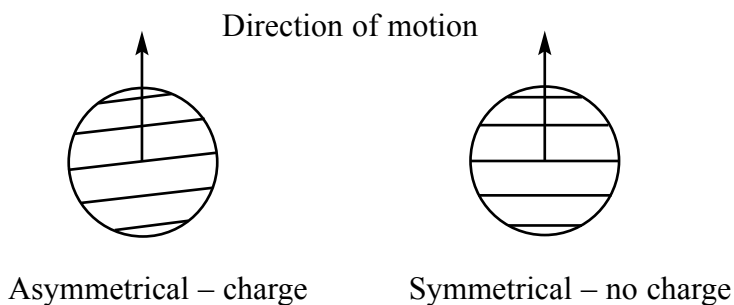 Direction of motion
Asymmetrical – charge
Symmetrical – no charge